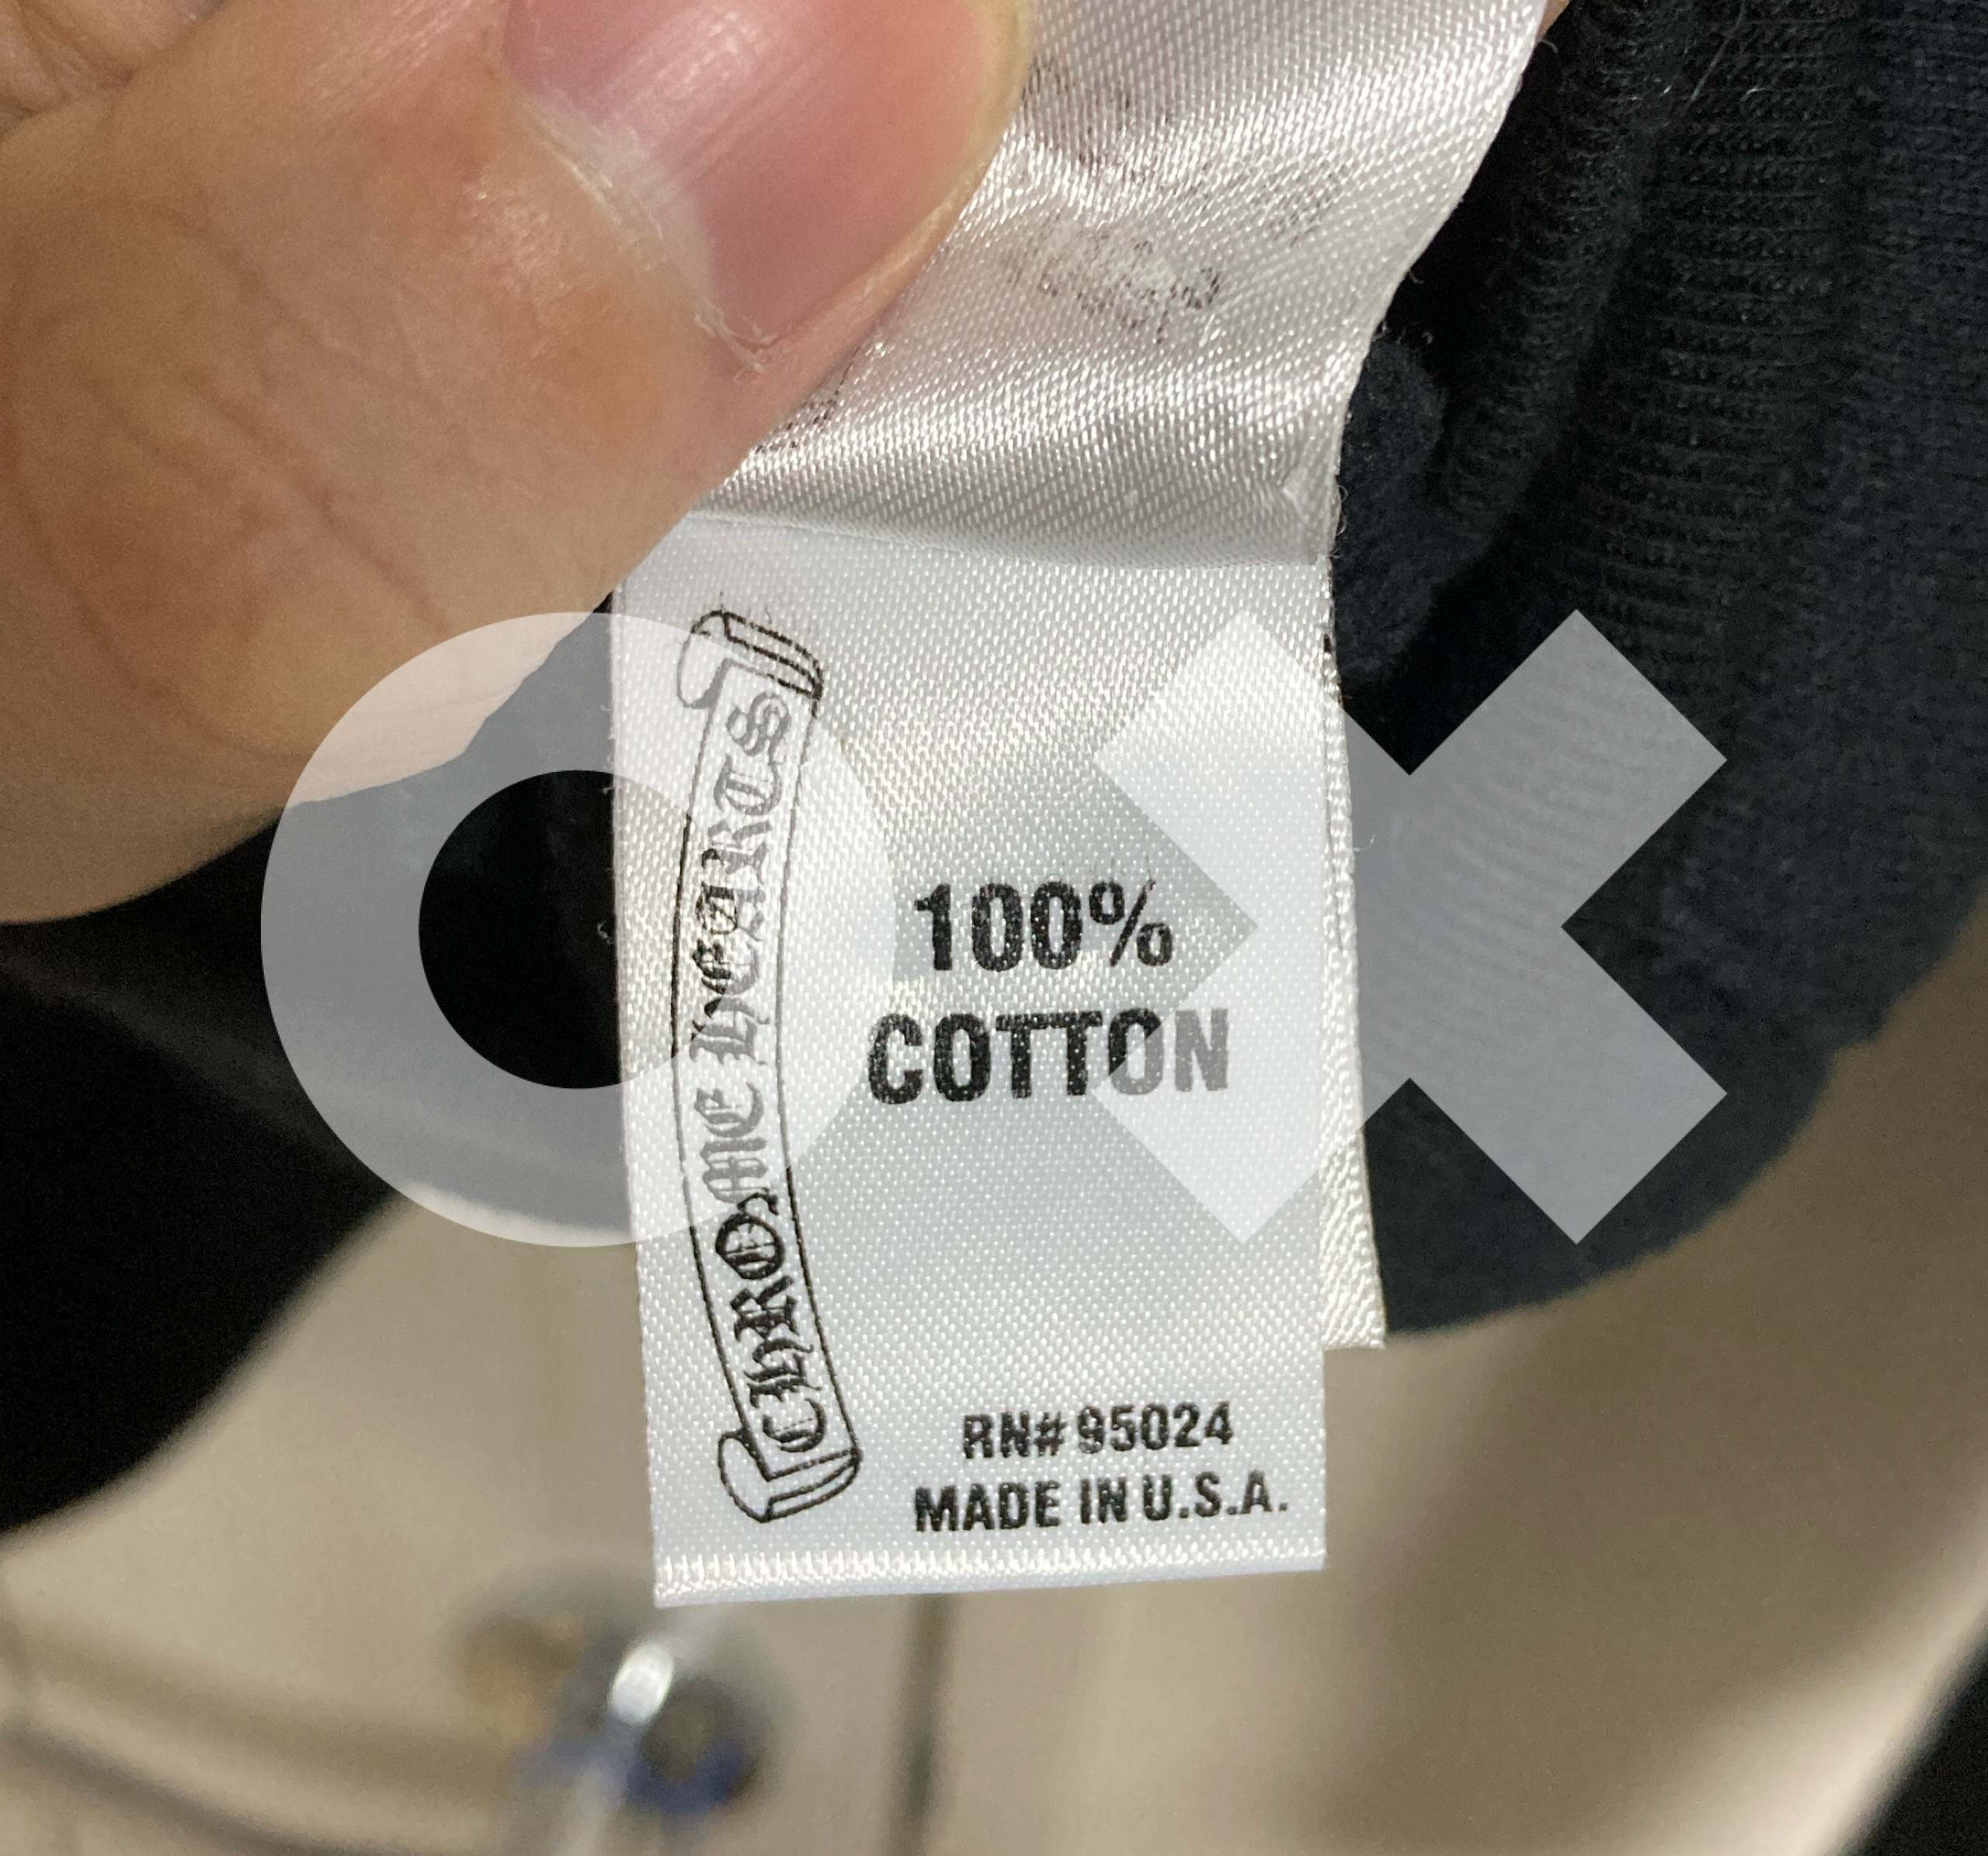 CHROME HEARTS
100%
COTTON
RN# 95024
MADE IN U.S.A.